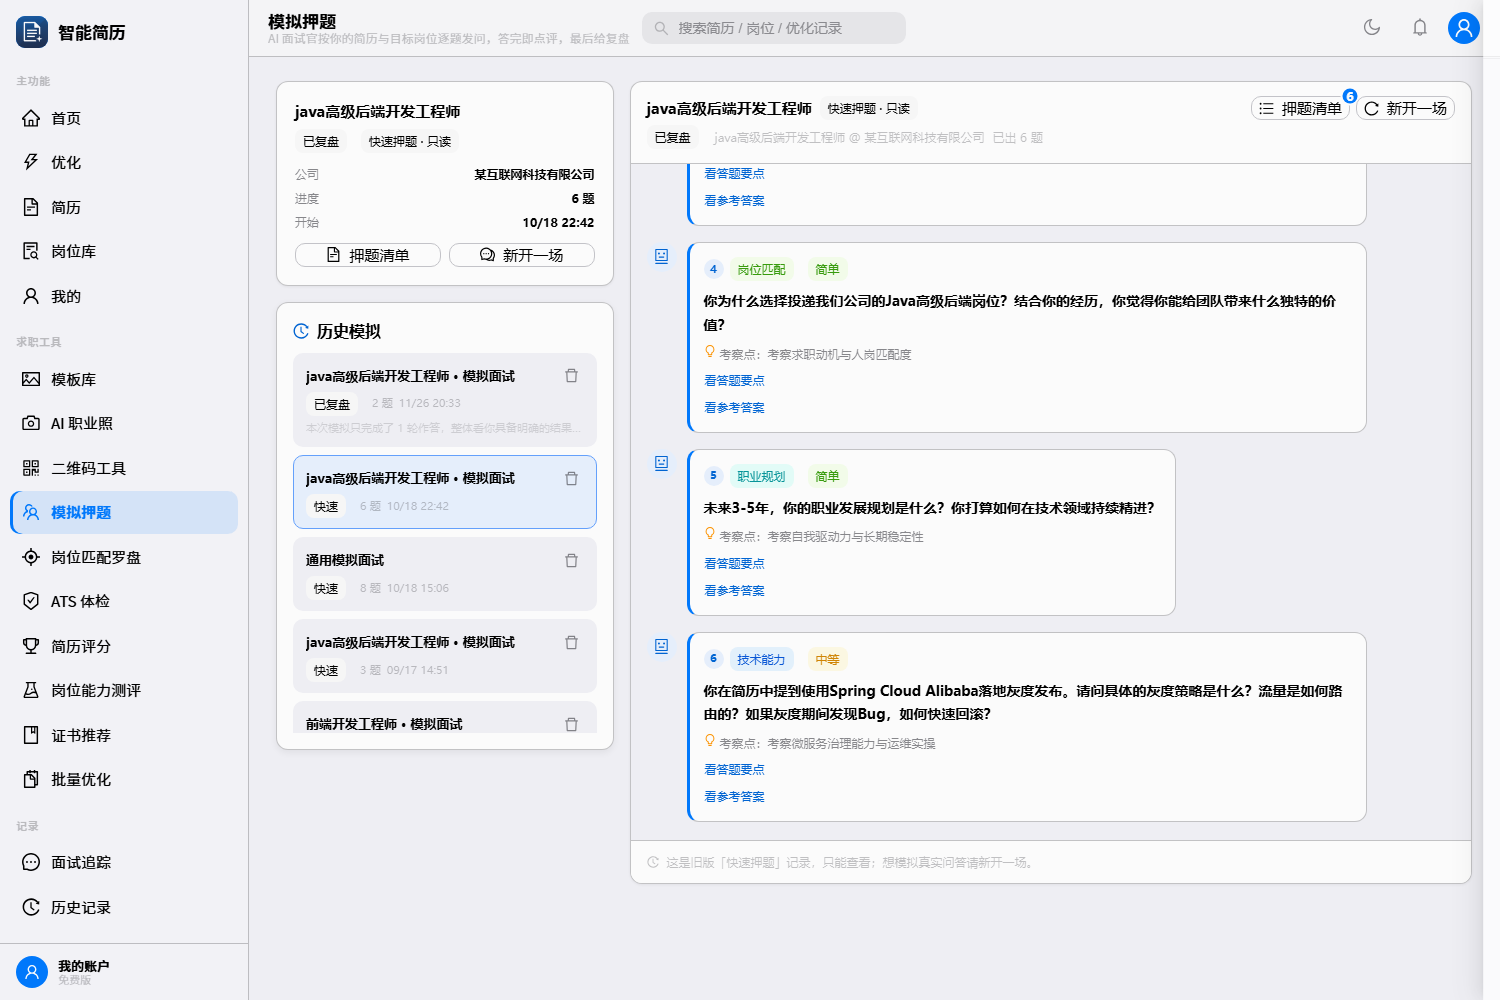 智能简历
主功能
首页
优化
简历
岗位库
我的
求职工具
模板库
AI 职业照
二维码工具
模拟押题
岗位匹配罗盘
ATS 体检
简历评分
岗位能力测评
证书推荐
批量优化
记录
面试追踪
历史记录
我的账户
免费版
模拟押题
AI 面试官按你的简历与目标岗位逐题发问，答完即点评，最后给复盘
搜索简历 / 岗位 / 优化记录
java高级后端开发工程师
已复盘 快速押题 · 只读
公司 某互联网科技有限公司
进度 6 题
开始 10/18 22:42
押题清单 新开一场
历史模拟
java高级后端开发工程师 • 模拟面试
已复盘 2 题 11/26 20:33
本次模拟只完成了 1 轮作答，整体看你具备明确的结果...
java高级后端开发工程师 • 模拟面试
快速 6 题 10/18 22:42
通用模拟面试
快速 8 题 10/18 15:06
java高级后端开发工程师 • 模拟面试
快速 3 题 09/17 14:51
前端开发工程师 • 模拟面试
java高级后端开发工程师 快速押题 · 只读
押题清单 6 新开一场
已复盘 java高级后端开发工程师 @ 某互联网科技有限公司 已出 6 题
看答题要点
看参考答案
4 岗位匹配 简单
你为什么选择投递我们公司的Java高级后端岗位？结合你的经历，你觉得你能给团队带来什么独特的价
值？
考察点：考察求职动机与人岗匹配度
看答题要点
看参考答案
5 职业规划 简单
未来3-5年，你的职业发展规划是什么？你打算如何在技术领域持续精进？
考察点：考察自我驱动力与长期稳定性
看答题要点
看参考答案
6 技术能力 中等
你在简历中提到使用Spring Cloud Alibaba落地灰度发布。请问具体的灰度策略是什么？流量是如何路
由的？如果灰度期间发现Bug，如何快速回滚？
考察点：考察微服务治理能力与运维实操
看答题要点
看参考答案
这是旧版「快速押题」记录，只能查看；想模拟真实问答请新开一场。